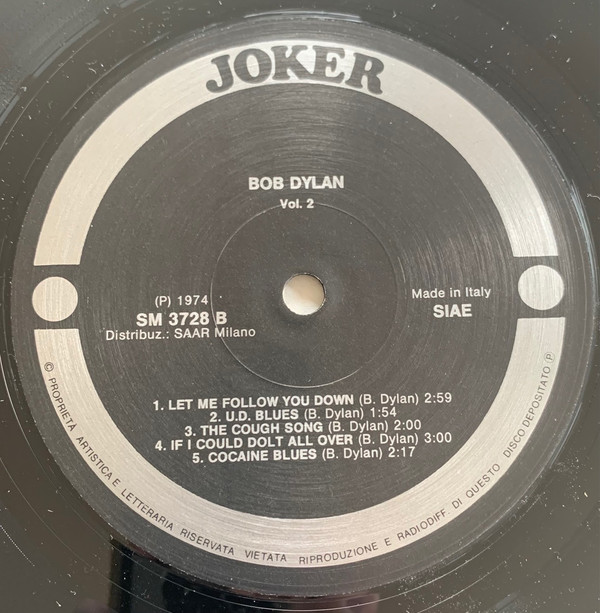 JOKER
BOB DYLAN
Vol. 2
(P) 1974
SM 3728 B
Distribuz.: SAAR Milano
Made in Italy
SIAE
1. LET ME FOLLOW YOU DOWN (B. Dylan) 2:59
2. U.D. BLUES (B. Dylan) 1:54
3. THE COUGH SONG (B. Dylan) 2:00
4. IF I COULD DOLT ALL OVER (B. Dylan) 3:00
5. COCAINE BLUES (B. Dylan) 2:17
© PROPRIETÀ ARTISTICA E LETTERARIA RISERVATA VIETATA RIPRODUZIONE E RADIODIFF. DI QUESTO DISCO DEPOSITATO (P)